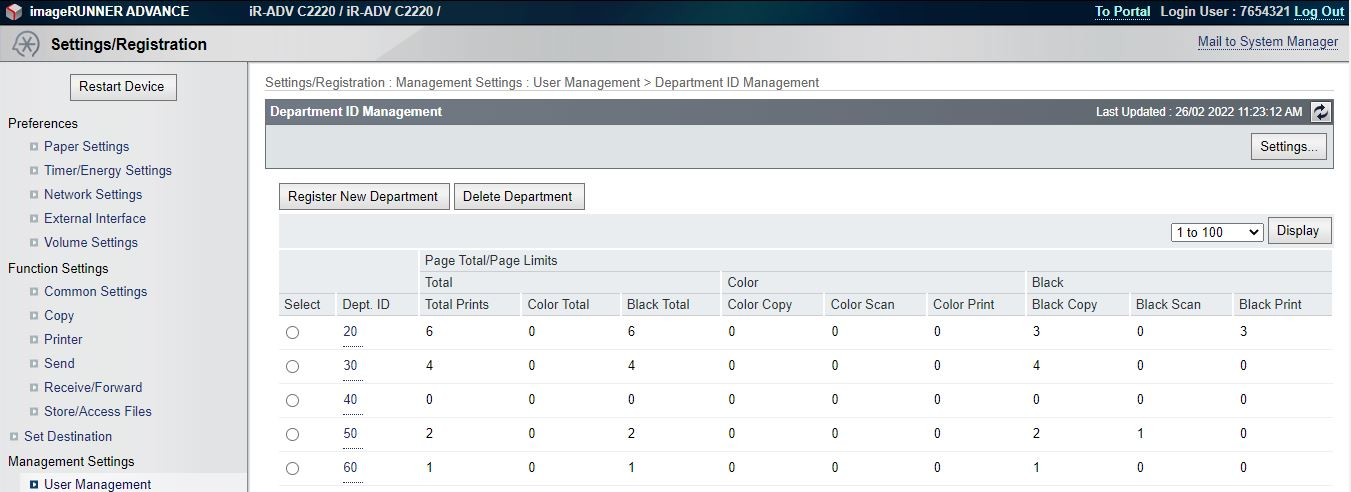 imageRUNNER ADVANCE iR-ADV C2220 / iR-ADV C2220 / To Portal Login User : 7654321 Log Out
Settings/Registration Mail to System Manager
Restart Device
Preferences
Paper Settings
Timer/Energy Settings
Network Settings
External Interface
Volume Settings
Function Settings
Common Settings
Copy
Printer
Send
Receive/Forward
Store/Access Files
Set Destination
Management Settings
User Management
Settings/Registration : Management Settings : User Management > Department ID Management
Department ID Management Last Updated : 26/02 2022 11:23:12 AM
Settings...
Register New Department Delete Department
1 to 100 Display
Page Total/Page Limits
Total Color Black
Select Dept. ID Total Prints Color Total Black Total Color Copy Color Scan Color Print Black Copy Black Scan Black Print
20 6 0 6 0 0 0 3 0 3
30 4 0 4 0 0 0 4 0 0
40 0 0 0 0 0 0 0 0 0
50 2 0 2 0 0 0 2 1 0
60 1 0 1 0 0 0 1 0 0